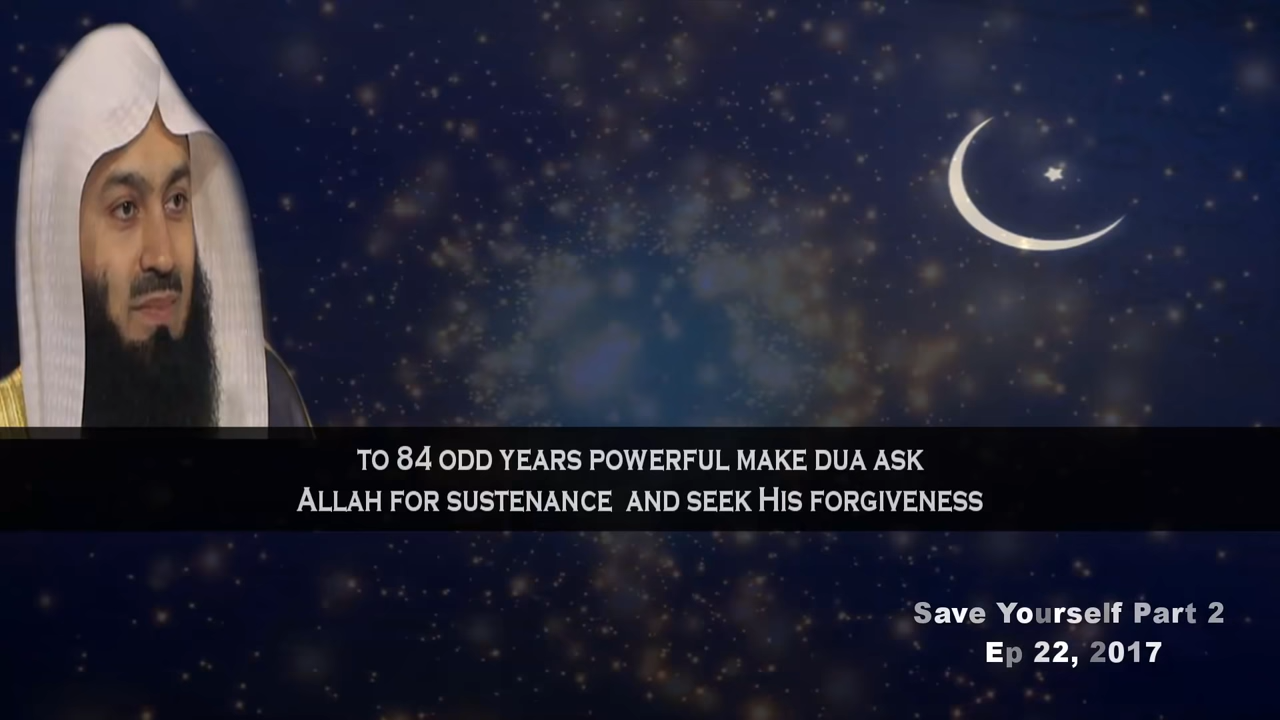 to 84 odd years powerful make dua ask
Allah for sustenance and seek His forgiveness
Save Yourself Part 2
Ep 22, 2017